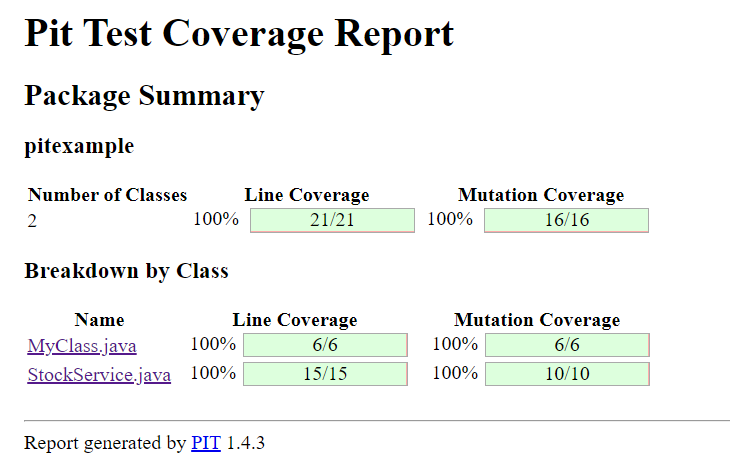 Pit Test Coverage Report
Package Summary
pitexample
Number of Classes Line Coverage Mutation Coverage
2 100% 21/21 100% 16/16
Breakdown by Class
Name Line Coverage Mutation Coverage
MyClass.java 100% 6/6 100% 6/6
StockService.java 100% 15/15 100% 10/10
Report generated by PIT 1.4.3